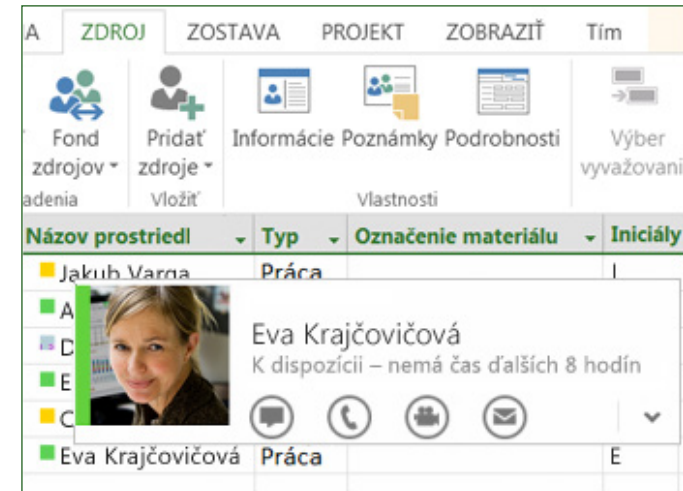 A ZDROJ ZOSTAVA PROJEKT ZOBRAZIŤ Tím
Fond zdrojov
Pridať zdroje
Informácie Poznámky Podrobnosti
Výber vyvažovani
adenia Vložiť Vlastnosti
Názov prostriedl Typ Označenie materiálu Iniciály
Jakub Varga Práca J
A
D
E
C
Eva Krajčovičová
K dispozícii – nemá čas ďalších 8 hodín
Eva Krajčovičová Práca E